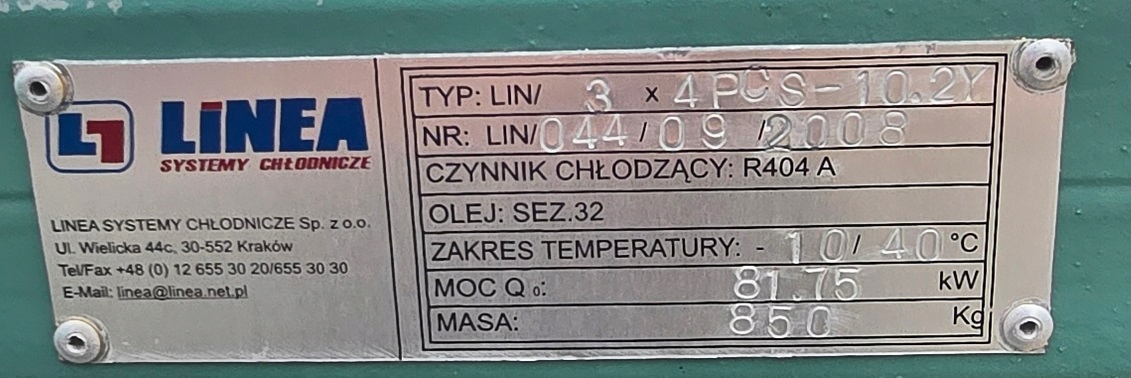 LINEA
SYSTEMY CHŁODNICZE
LINEA SYSTEMY CHŁODNICZE Sp. z o.o.
Ul. Wielicka 44c, 30-552 Kraków
Tel/Fax +48 (0) 12 655 30 20/655 30 30
E-Mail: linea@linea.net.pl
TYP: LIN/ 3 x 4PCS-10.2Y
NR: LIN/044/09/2008
CZYNNIK CHŁODZĄCY: R404 A
OLEJ: SEZ.32
ZAKRES TEMPERATURY: - 10/ 40 °C
MOC Q₀: 81.75 kW
MASA: 850 Kg